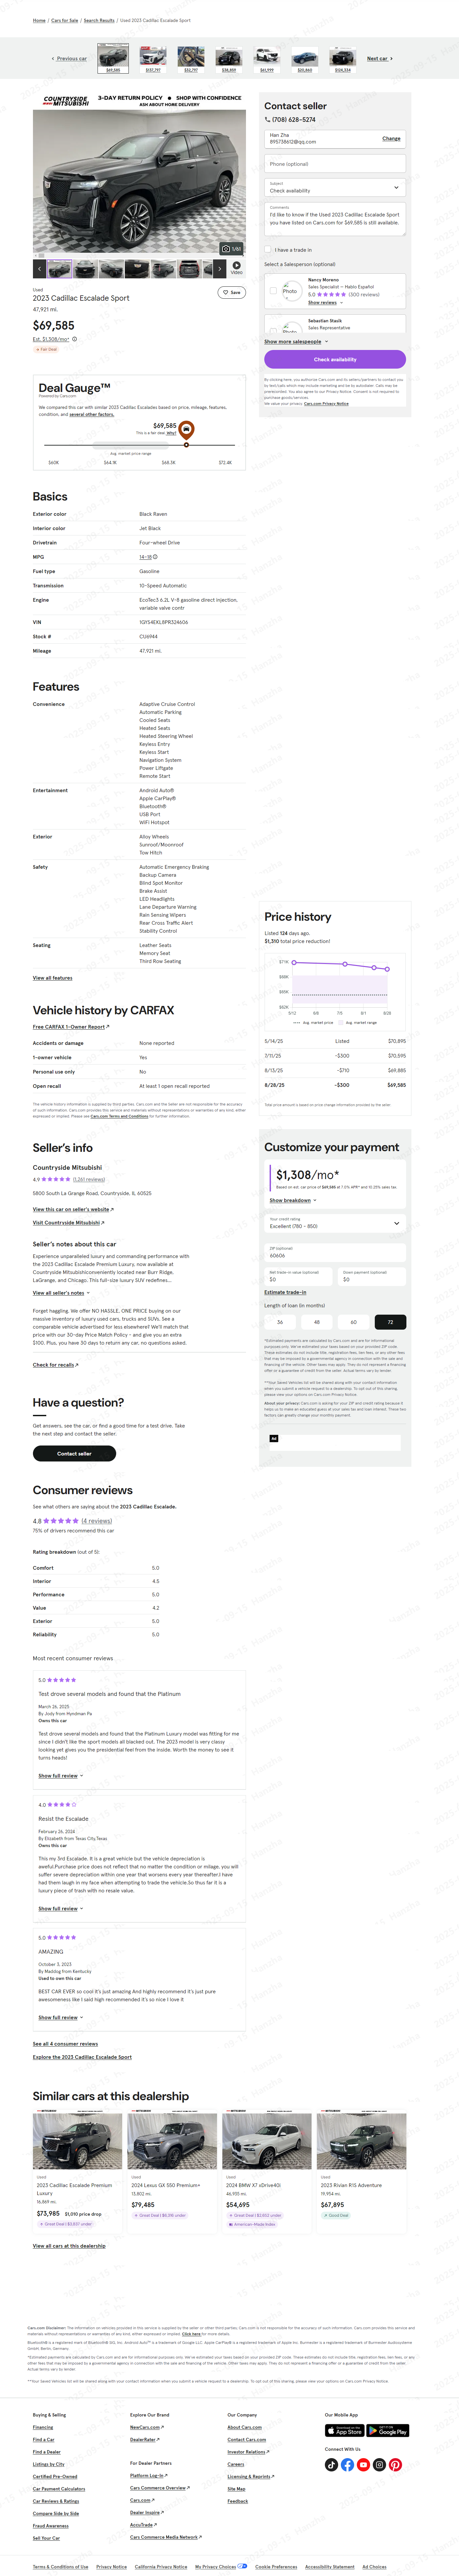 Home / Cars for Sale / Search Results / Used 2023 Cadillac Escalade Sport
Previous car
$69,585
$137,797
$32,797
$38,909
$61,999
$20,860
$124,334
Next car
COUNTRYSIDE MITSUBISHI
3-DAY RETURN POLICY ● SHOP WITH CONFIDENCE
ASK ABOUT HOME DELIVERY
1/61
Video
Used
Save
2023 Cadillac Escalade Sport
47,921 mi.
$69,585
Est. $1,308/mo*
Fair Deal
Deal Gauge™
Powered by Cars.com
We compared this car with similar 2023 Cadillac Escalades based on price, mileage, features,
condition, and several other factors.
$69,585
This is a fair deal. Why?
Avg. market price range
$60K
$64.1K
$68.3K
$72.4K
Contact seller
(708) 628-5274
Han Zha
895738612@qq.com
Change
Phone (optional)
Subject
Check availability
Comments
I'd like to know if the Used 2023 Cadillac Escalade Sport
you have listed on Cars.com for $69,585 is still available.
I have a trade in
Select a Salesperson (optional)
Photo
Nancy Moreno
Sales Specialist — Hablo Español
5.0 (300 reviews)
Show reviews
Photo
Sebastian Stasik
Sales Representative
Show more salespeople
Check availability
By clicking here, you authorize Cars.com and its sellers/partners to contact you
by text/calls which may include marketing and be by autodialer. Calls may be
prerecorded. You also agree to our Privacy Notice. Consent is not required to
purchase goods/services.
We value your privacy. Cars.com Privacy Notice
Basics
Exterior color Black Raven
Interior color Jet Black
Drivetrain Four-wheel Drive
MPG 14–18
Fuel type Gasoline
Transmission 10-Speed Automatic
Engine EcoTec3 6.2L V-8 gasoline direct injection,
variable valve contr
VIN 1GYS4EKL8PR324606
Stock # CU6944
Mileage 47,921 mi.
Features
Convenience
Adaptive Cruise Control
Automatic Parking
Cooled Seats
Heated Seats
Heated Steering Wheel
Keyless Entry
Keyless Start
Navigation System
Power Liftgate
Remote Start
Entertainment
Android Auto®
Apple CarPlay®
Bluetooth®
USB Port
WiFi Hotspot
Exterior
Alloy Wheels
Sunroof/Moonroof
Tow Hitch
Safety
Automatic Emergency Braking
Backup Camera
Blind Spot Monitor
Brake Assist
LED Headlights
Lane Departure Warning
Rain Sensing Wipers
Rear Cross Traffic Alert
Stability Control
Seating
Leather Seats
Memory Seat
Third Row Seating
View all features
Price history
Listed 124 days ago.
$1,310 total price reduction!
$71K
$68K
$65K
$62K
5/12
6/8
7/5
8/1
8/28
Avg. market price
Avg. market range
5/14/25 Listed $70,895
7/11/25 -$300 $70,595
8/13/25 -$710 $69,885
8/28/25 -$300 $69,585
Total price amount is based on price change information provided by the seller.
Vehicle history by CARFAX
Free CARFAX 1-Owner Report
Accidents or damage None reported
1-owner vehicle Yes
Personal use only No
Open recall At least 1 open recall reported
The vehicle history information is supplied by third parties. Cars.com and the Seller are not responsible for the accuracy
of such information. Cars.com provides this service and materials without representations or warranties of any kind, either
expressed or implied. Please see Cars.com Terms and Conditions for further information.
Seller's info
Countryside Mitsubishi
4.9 (1,261 reviews)
5800 South La Grange Road, Countryside, IL 60525
View this car on seller's website
Visit Countryside Mitsubishi
Seller's notes about this car
Experience unparalleled luxury and commanding performance with
the 2023 Cadillac Escalade Premium Luxury, now available at
Countryside Mitsubishiconveniently located near Burr Ridge,
LaGrange, and Chicago. This full-size luxury SUV redefines…
View all seller's notes
Forget haggling. We offer NO HASSLE, ONE PRICE buying on our
massive inventory of luxury used cars, trucks and SUVs. See a
comparable vehicle advertised for less elsewhere? We'll match that
price with our 30-day Price Match Policy - and give you an extra
$100. Plus, you have 30 days to return any car, no questions asked.
Check for recalls
Customize your payment
$1,308/mo*
Based on est. car price of $69,585 at 7.0% APR* and 10.25% sales tax.
Show breakdown
Your credit rating
Excellent (780 - 850)
ZIP (optional)
60606
Net trade-in value (optional)
$0
Down payment (optional)
$0
Estimate trade-in
Length of loan (in months)
36
48
60
72
*Estimated payments are calculated by Cars.com and are for informational
purposes only. We've estimated your taxes based on your provided ZIP code.
These estimates do not include title, registration fees, lien fees, or any other fees
that may be imposed by a governmental agency in connection with the sale and
financing of the vehicle. Other taxes may apply. They do not represent a financing
offer or a guarantee of credit from the seller. Actual terms vary by lender.
**Your Saved Vehicles list will be shared along with your contact information
when you submit a vehicle request to a dealership. To opt out of this sharing,
please view your options on Cars.com Privacy Notice.
About your privacy: Cars.com is asking for your ZIP and credit rating because it
helps us to make an educated guess at your sales tax and loan interest. These two
factors can greatly change your monthly payment.
Ad
Have a question?
Get answers, see the car, or find a good time for a test drive. Take
the next step and contact the seller.
Contact seller
Consumer reviews
See what others are saying about the 2023 Cadillac Escalade.
4.8 (4 reviews)
75% of drivers recommend this car
Rating breakdown (out of 5):
Comfort 5.0
Interior 4.5
Performance 5.0
Value 4.2
Exterior 5.0
Reliability 5.0
Most recent consumer reviews
5.0
Test drove several models and found that the Platinum
March 26, 2025
By Jody from Hyndman Pa
Owns this car
Test drove several models and found that the Platinum Luxury model was fitting for me
since I didn't like the sport models all blacked out. The 2023 model is very classy
looking yet gives you the presidential feel from the inside. Worth the money to see it
turns heads!
Show full review
4.0
Resist the Escalade
February 26, 2024
By Elizabeth from Texas City,Texas
Owns this car
This my 3rd Escalade. It is a great vehicle but the vehicle depreciation is
aweful.Purchase price does not reflect that no matter the condition or mileage, you will
suffer severe depreciation within one year that worsens every year thereafter.I have
had them laugh in my face when attempting to trade the vehicle.So thus far it is a
luxury piece of trash with no resale value.
Show full review
5.0
AMAZING
October 3, 2023
By Maddog from Kentucky
Used to own this car
BEST CAR EVER so cool it's just amazing And highly recommend it's just pure
awesomeness like I said high recommended it's so nice I love it
Show full review
See all 4 consumer reviews
Explore the 2023 Cadillac Escalade Sport
Similar cars at this dealership
Used
2023 Cadillac Escalade Premium
Luxury
16,869 mi.
$73,985 $1,010 price drop
Great Deal | $3,837 under
Used
2024 Lexus GX 550 Premium+
13,802 mi.
$79,485
Great Deal | $8,316 under
Used
2024 BMW X7 xDrive40i
46,935 mi.
$54,695
Great Deal | $2,802 under
American-Made Index
Used
2023 Rivian R1S Adventure
19,954 mi.
$67,895
Good Deal
View all cars at this dealership
Cars.com Disclaimer: The information on vehicles provided in this service is supplied by the seller or other third parties; Cars.com is not responsible for the accuracy of such information. Cars.com provides this service and
materials without representations or warranties of any kind, either expressed or implied. Click here for more details.
Bluetooth® is a registered mark of Bluetooth® SIG, Inc. Android Auto™ is a trademark of Google LLC. Apple CarPlay® is a registered trademark of Apple Inc. Burmester is a registered trademark of Burmester Audiosysteme
GmbH, Berlin, Germany.
*Estimated payments are calculated by Cars.com and are for informational purposes only. We've estimated your taxes based on your provided ZIP code. These estimates do not include title, registration fees, lien fees, or any
other fees that may be imposed by a governmental agency in connection with the sale and financing of the vehicle. Other taxes may apply. They do not represent a financing offer or a guarantee of credit from the seller.
Actual terms vary by lender.
**Your Saved Vehicles list will be shared along with your contact information when you submit a vehicle request to a dealership. To opt out of this sharing, please view your options on Cars.com Privacy Notice.
Buying & Selling
Financing
Find a Car
Find a Dealer
Listings by City
Certified Pre-Owned
Car Payment Calculators
Car Reviews & Ratings
Compare Side by Side
Fraud Awareness
Sell Your Car
Explore Our Brand
NewCars.com
DealerRater
For Dealer Partners
Platform Log-In
Cars Commerce Overview
Cars.com
Dealer Inspire
AccuTrade
Cars Commerce Media Network
Our Company
About Cars.com
Contact Cars.com
Investor Relations
Careers
Licensing & Reprints
Site Map
Feedback
Our Mobile App
Download on the App Store
GET IT ON Google Play
Connect With Us
Terms & Conditions of Use
Privacy Notice
California Privacy Notice
My Privacy Choices
Cookie Preferences
Accessibility Statement
Ad Choices